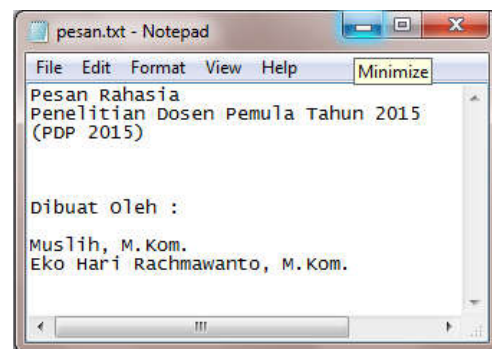 pesan.txt - Notepad
File Edit Format View Help
Minimize
Pesan Rahasia
Penelitian Dosen Pemula Tahun 2015
(PDP 2015)
Dibuat Oleh :
Muslih, M.Kom.
Eko Hari Rachmawanto, M.Kom.